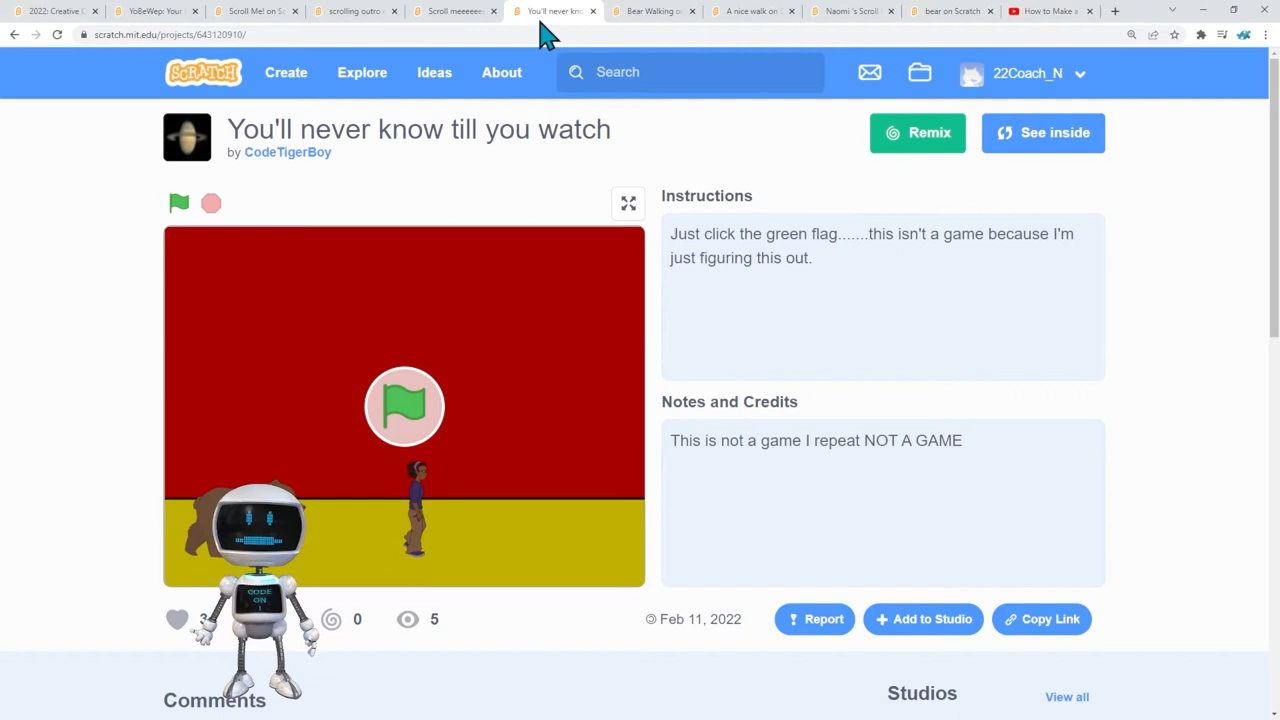 2022: Creative C
YoBeWep: Your
Scroll Me! on Sc
scrolling outro
Scroll meeeeee
You'll never kno
Bear Walking o
A nice walk on S
Naomi 's Scroll
bear on Scratch
How to Make a
scratch.mit.edu/projects/643120910/
SCRATCH
Create
Explore
Ideas
About
Search
22Coach_N
You'll never know till you watch
by CodeTigerBoy
Remix
See inside
Instructions
Just click the green flag.......this isn't a game because I'm
just figuring this out.
Notes and Credits
This is not a game I repeat NOT A GAME
CODE
ON
!
3
0
5
© Feb 11, 2022
Report
Add to Studio
Copy Link
Comments
Studios
View all